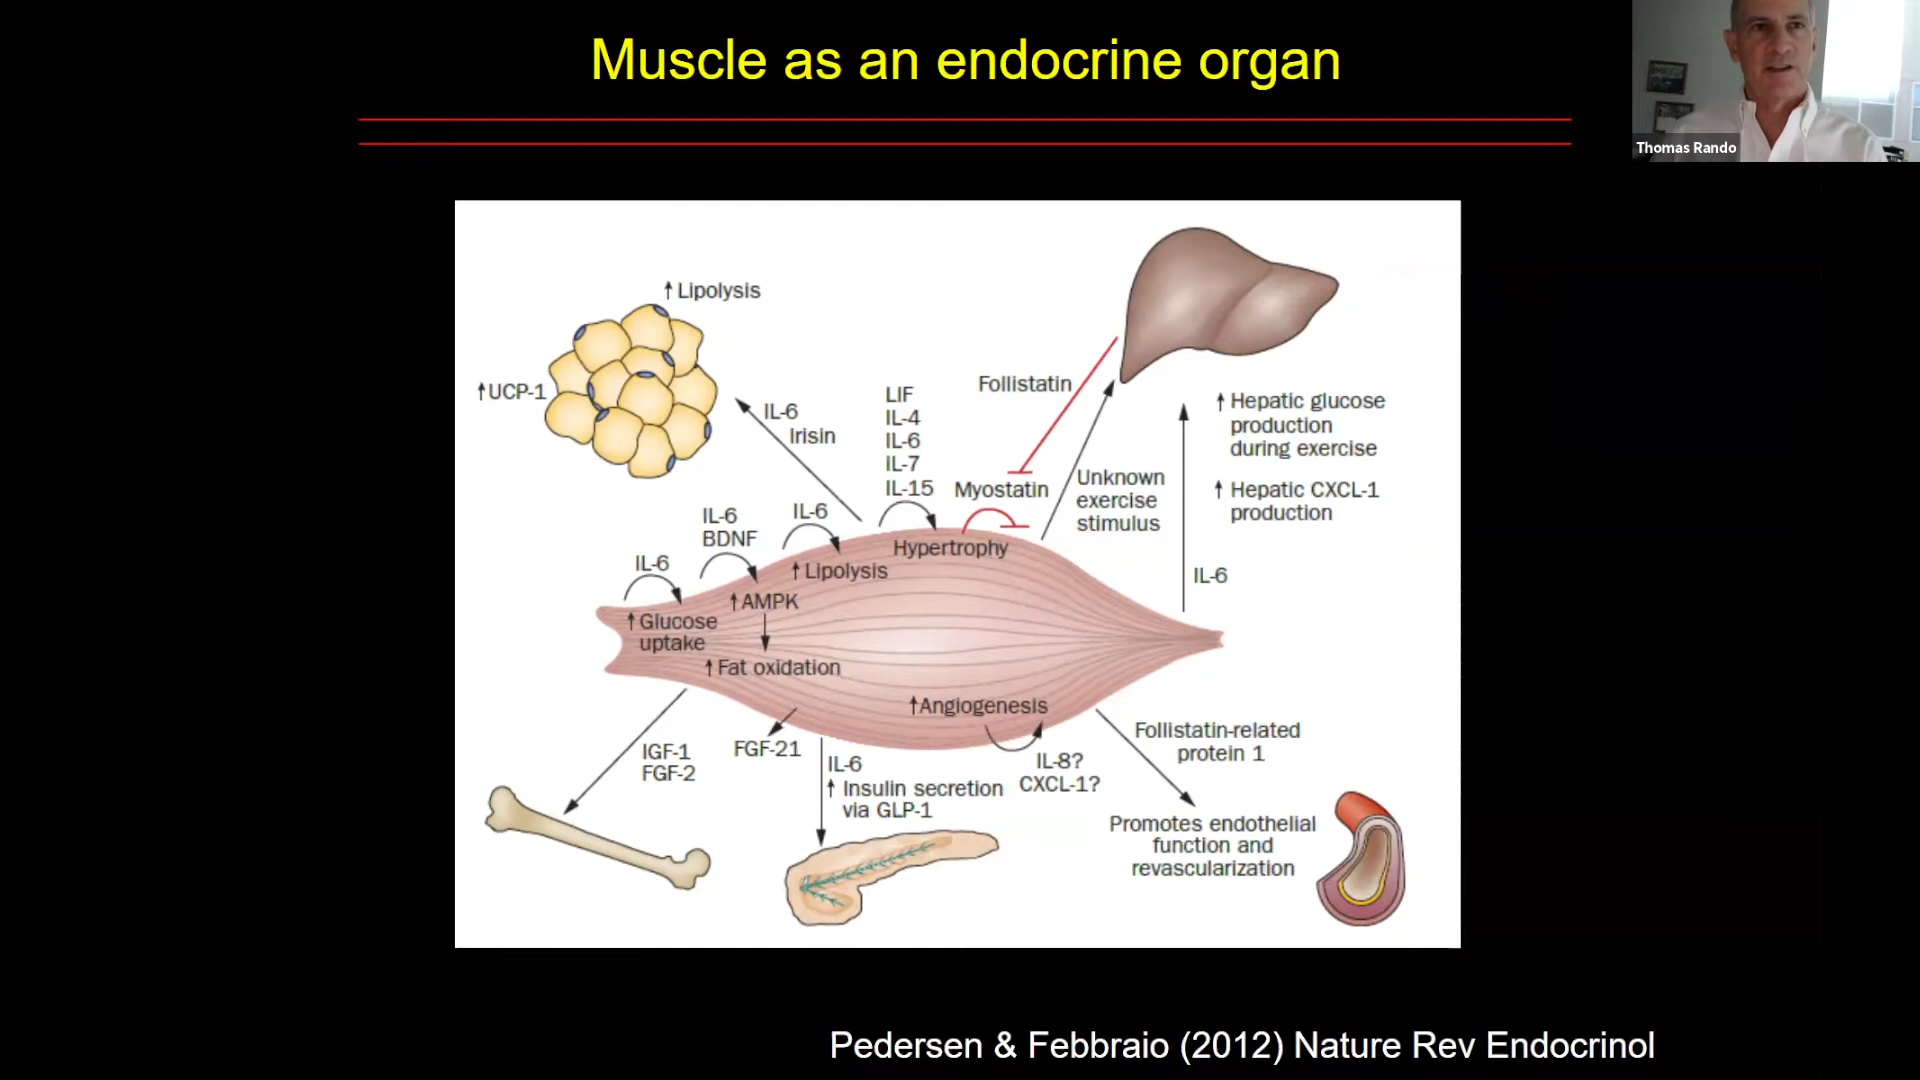 Muscle as an endocrine organ
Thomas Rando
↑ Lipolysis
↑UCP-1
IL-6
Irisin
LIF
IL-4
IL-6
IL-7
IL-15
Follistatin
Myostatin
Unknown
exercise
stimulus
↑ Hepatic glucose
production
during exercise
↑ Hepatic CXCL-1
production
IL-6
IL-6
IL-6
BDNF
IL-6
Hypertrophy
↑ Lipolysis
↑ AMPK
↑ Glucose
uptake
↑ Fat oxidation
↑Angiogenesis
IGF-1
FGF-2
FGF-21
IL-6
↑ Insulin secretion
via GLP-1
IL-8?
CXCL-1?
Follistatin-related
protein 1
Promotes endothelial
function and
revascularization
Pedersen & Febbraio (2012) Nature Rev Endocrinol